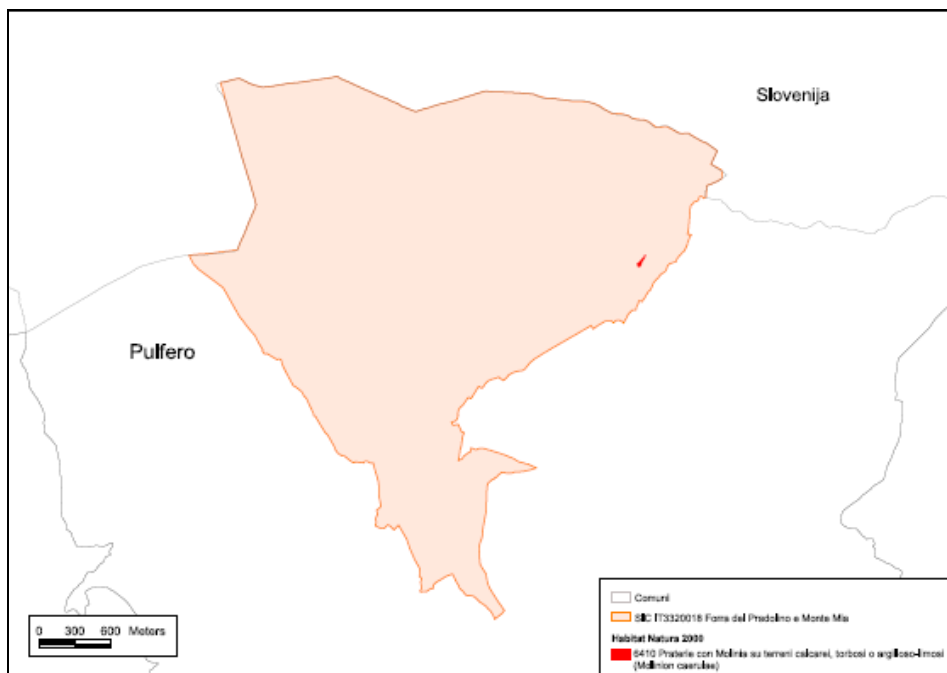 Slovenija
Pulfero
0 300 600 Meters
Comuni
SIC IT3320018 Forra del Pradolino e Monte Mia
Habitat Natura 2000
6410 Praterie con Molinia su terreni calcarei, torbosi o argilloso-limosi
(Molinion caerulae)